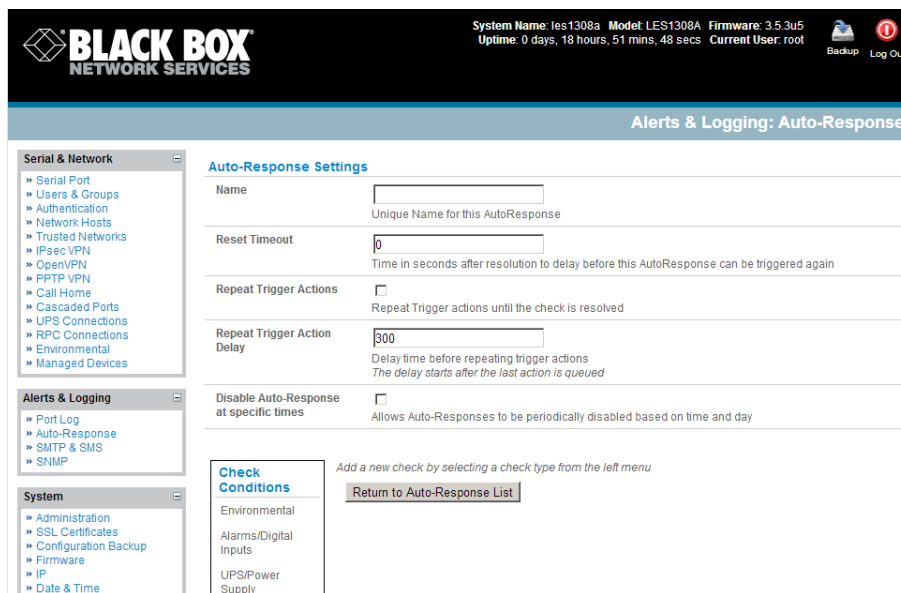 BLACK BOX
NETWORK SERVICES
System Name: les1308a Model: LES1308A Firmware: 3.5.3u5
Uptime: 0 days, 18 hours, 51 mins, 48 secs Current User: root
Backup
Log Ou
Alerts & Logging: Auto-Response
Serial & Network
» Serial Port
» Users & Groups
» Authentication
» Network Hosts
» Trusted Networks
» IPsec VPN
» OpenVPN
» PPTP VPN
» Call Home
» Cascaded Ports
» UPS Connections
» RPC Connections
» Environmental
» Managed Devices
Alerts & Logging
» Port Log
» Auto-Response
» SMTP & SMS
» SNMP
System
» Administration
» SSL Certificates
» Configuration Backup
» Firmware
» IP
» Date & Time
Auto-Response Settings
Name
Unique Name for this AutoResponse
Reset Timeout
0
Time in seconds after resolution to delay before this AutoResponse can be triggered again
Repeat Trigger Actions
Repeat Trigger actions until the check is resolved
Repeat Trigger Action
Delay
300
Delay time before repeating trigger actions
The delay starts after the last action is queued
Disable Auto-Response
at specific times
Allows Auto-Responses to be periodically disabled based on time and day
Check
Conditions
Environmental
Alarms/Digital
Inputs
UPS/Power
Supply
Add a new check by selecting a check type from the left menu
Return to Auto-Response List